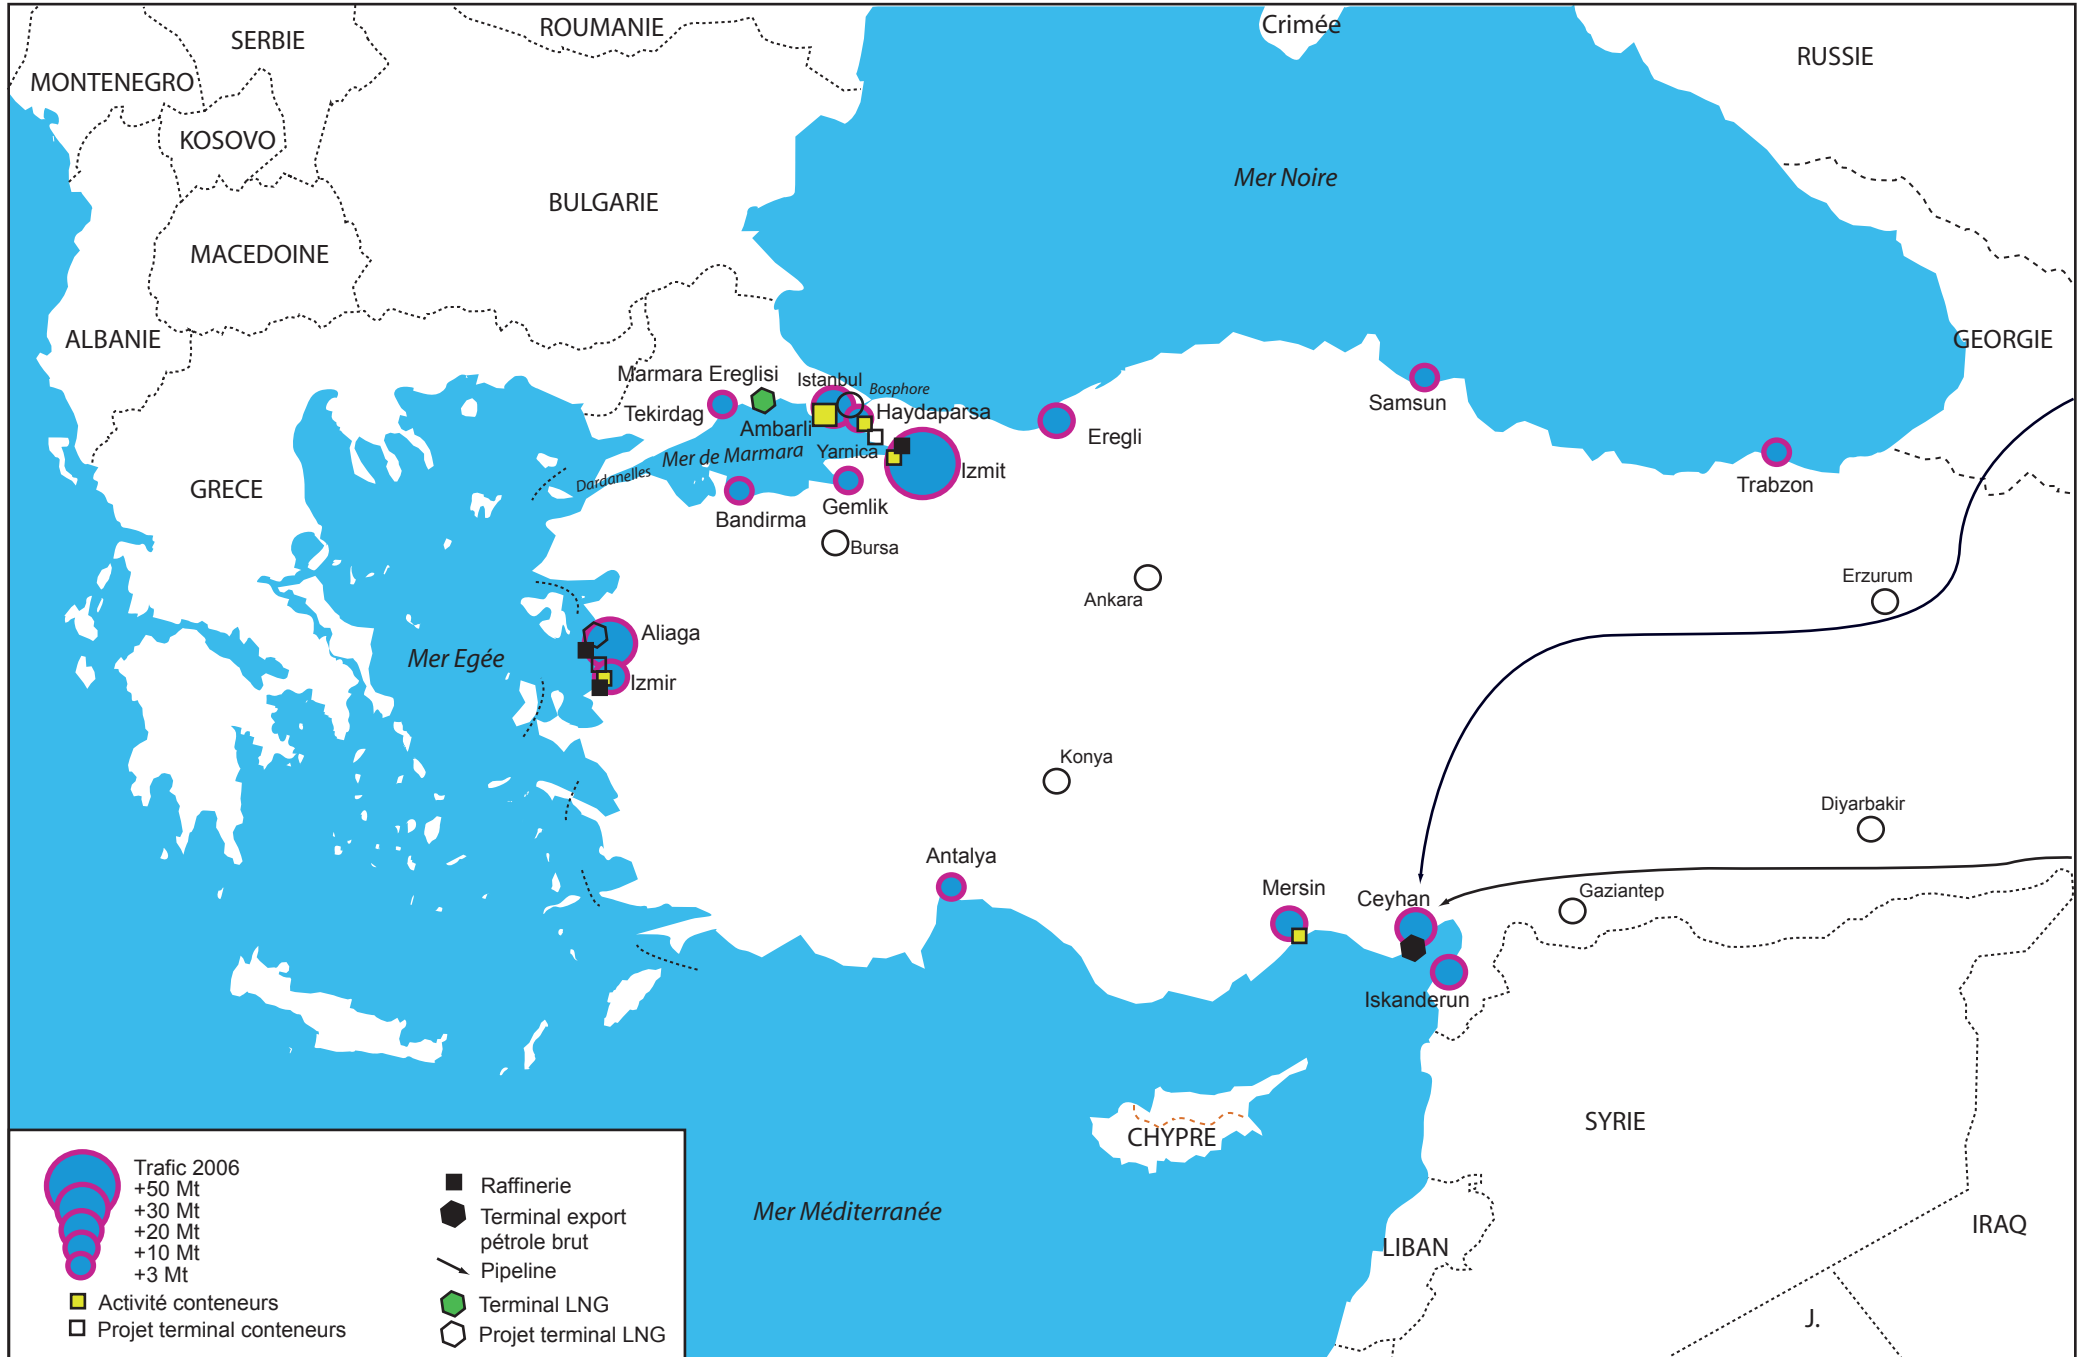 ROUMANIE
Crimée
SERBIE
RUSSIE
MONTENEGRO
KOSOVO
Mer Noire
BULGARIE
MACEDOINE
ALBANIE
GEORGIE
Marmara Ereglisi
Istanbul
Bosphore
Samsun
Tekirdag
Haydaparsa
Ambarli
Eregli
Mer de Marmara
Yarnica
Izmit
Dardanelles
GRECE
Trabzon
Gemlik
Bandirma
Bursa
Erzurum
Ankara
Aliaga
Mer Egée
Izmir
Konya
Diyarbakir
Antalya
Mersin
Ceyhan
Gaziantep
Iskanderun
CHYPRE
SYRIE
Mer Méditerranée
IRAQ
LIBAN
J.
Trafic 2006
+50 Mt
+30 Mt
+20 Mt
+10 Mt
+3 Mt
Activité conteneurs
Projet terminal conteneurs
Raffinerie
Terminal export
pétrole brut
Pipeline
Terminal LNG
Projet terminal LNG